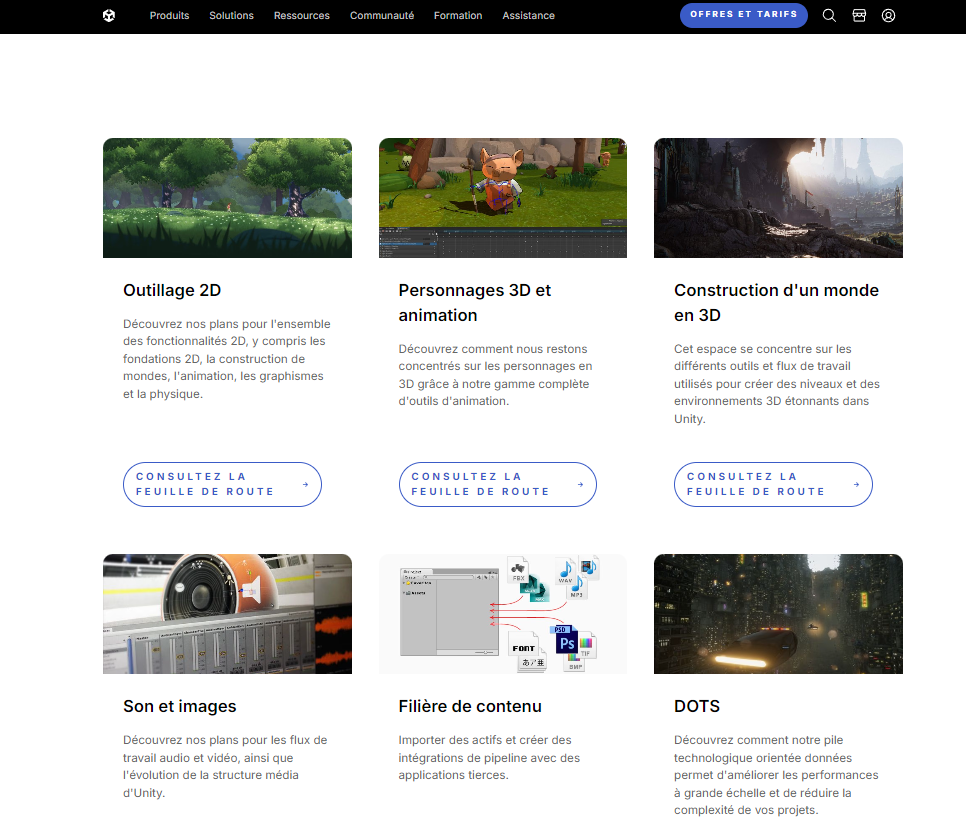 Produits Solutions Ressources Communauté Formation Assistance OFFRES ET TARIFS
Outillage 2D
Découvrez nos plans pour l'ensemble
des fonctionnalités 2D, y compris les
fondations 2D, la construction de
mondes, l'animation, les graphismes
et la physique.
CONSULTEZ LA
FEUILLE DE ROUTE
Personnages 3D et
animation
Découvrez comment nous restons
concentrés sur les personnages en
3D grâce à notre gamme complète
d'outils d'animation.
CONSULTEZ LA
FEUILLE DE ROUTE
Construction d'un monde
en 3D
Cet espace se concentre sur les
différents outils et flux de travail
utilisés pour créer des niveaux et des
environnements 3D étonnants dans
Unity.
CONSULTEZ LA
FEUILLE DE ROUTE
Son et images
Découvrez nos plans pour les flux de
travail audio et vidéo, ainsi que
l'évolution de la structure média
d'Unity.
FBX
WAV
MP3
PSD
Ps
TIF
BMP
FONT
あア亜
Filière de contenu
Importer des actifs et créer des
intégrations de pipeline avec des
applications tierces.
DOTS
Découvrez comment notre pile
technologique orientée données
permet d'améliorer les performances
à grande échelle et de réduire la
complexité de vos projets.